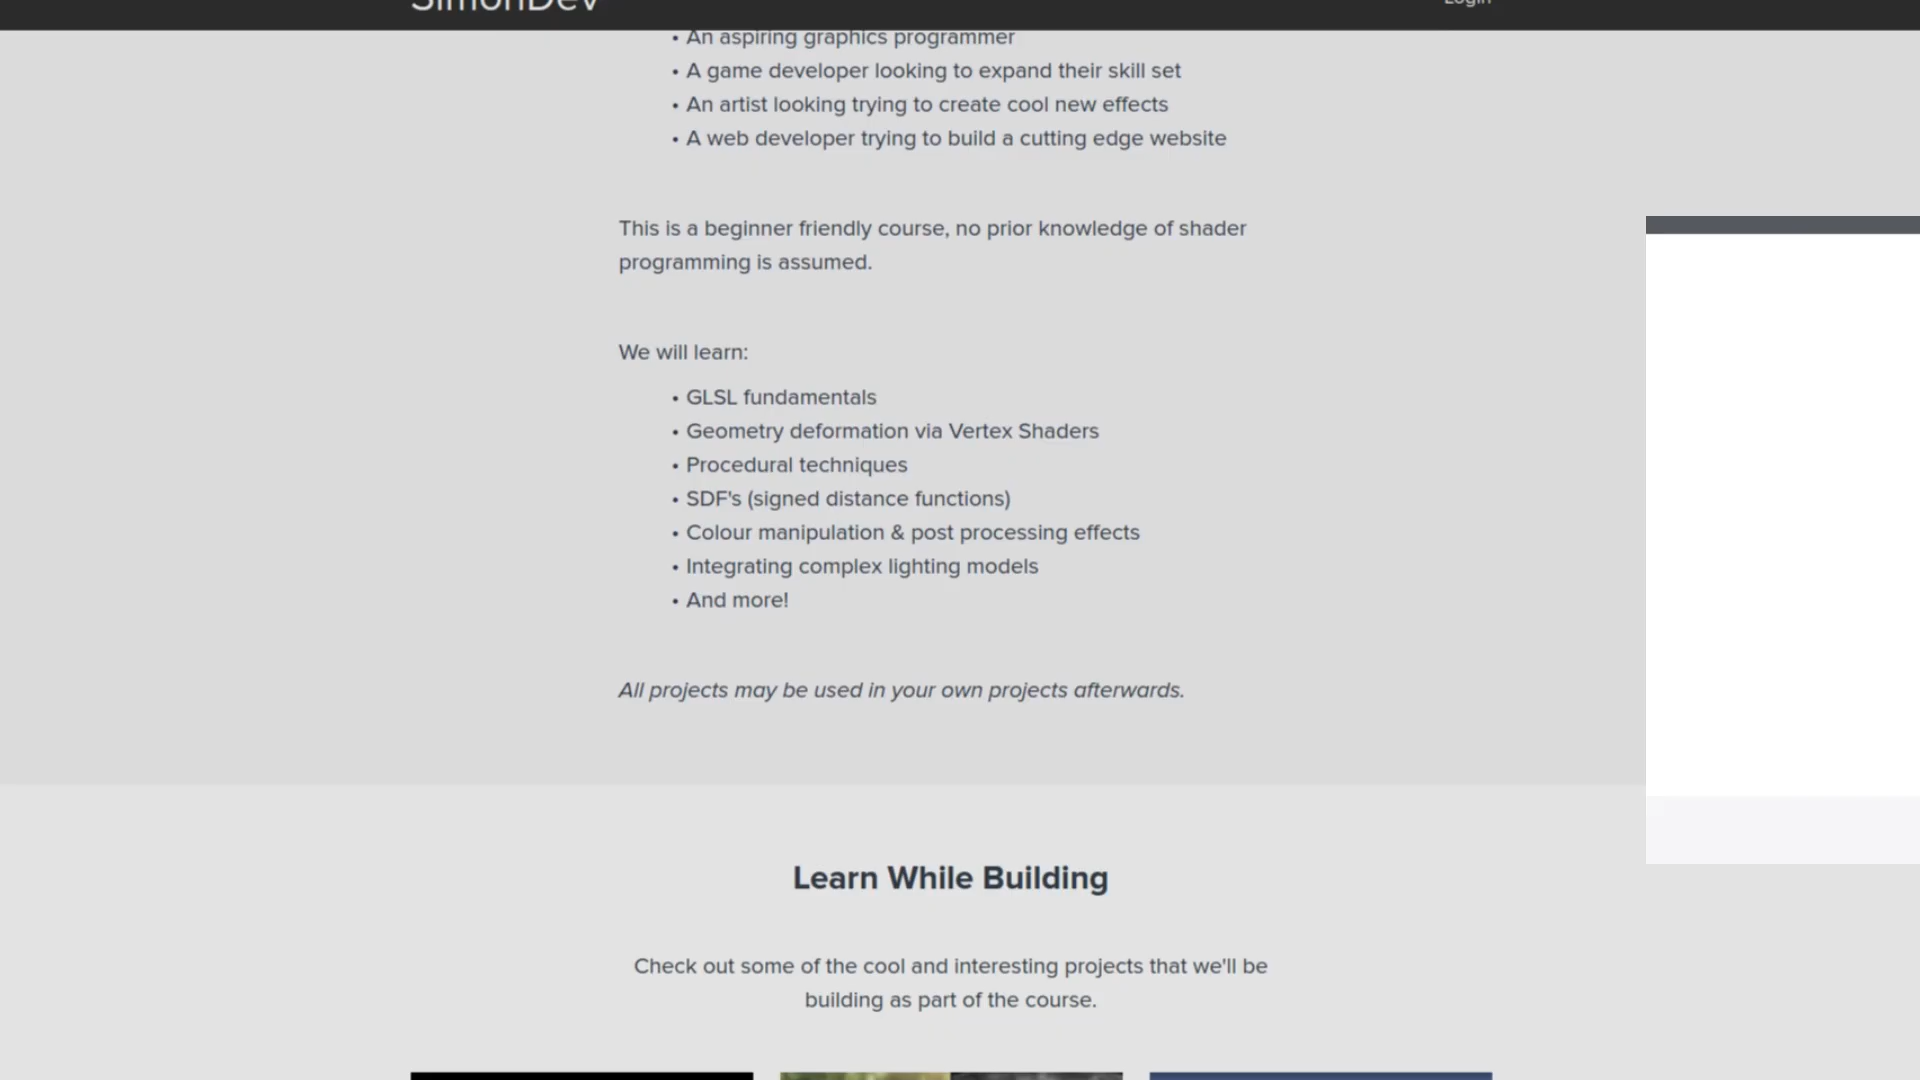 SimonDev
Login
• An aspiring graphics programmer
• A game developer looking to expand their skill set
• An artist looking trying to create cool new effects
• A web developer trying to build a cutting edge website
This is a beginner friendly course, no prior knowledge of shader
programming is assumed.
We will learn:
• GLSL fundamentals
• Geometry deformation via Vertex Shaders
• Procedural techniques
• SDF's (signed distance functions)
• Colour manipulation & post processing effects
• Integrating complex lighting models
• And more!
All projects may be used in your own projects afterwards.
Learn While Building
Check out some of the cool and interesting projects that we'll be
building as part of the course.